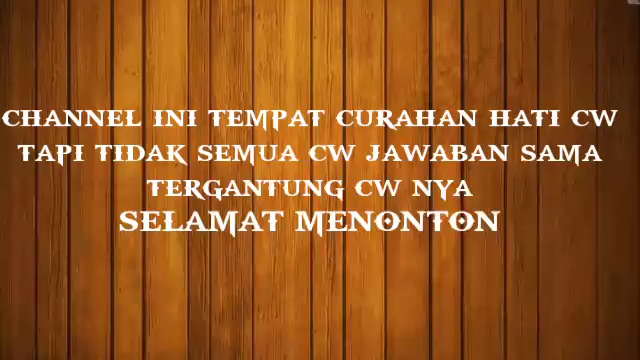 CHANNEL INI TEMPAT CURAHAN HATI CW
TAPI TIDAK SEMUA CW JAWABAN SAMA
TERGANTUNG CW NYA
SELAMAT MENONTON